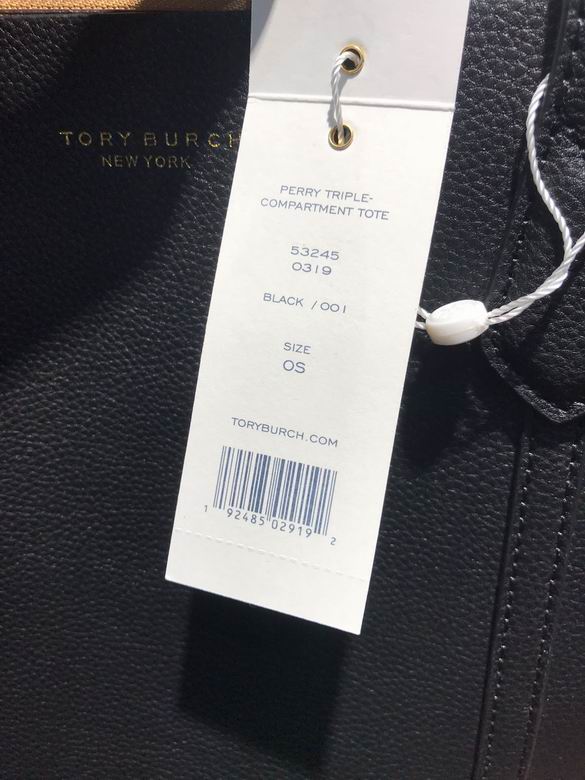 TORY BURCH
NEW YORK
PERRY TRIPLE-
COMPARTMENT TOTE
53245
0319
BLACK / 001
SIZE
OS
TORYBURCH.COM
1 92485 02919 2